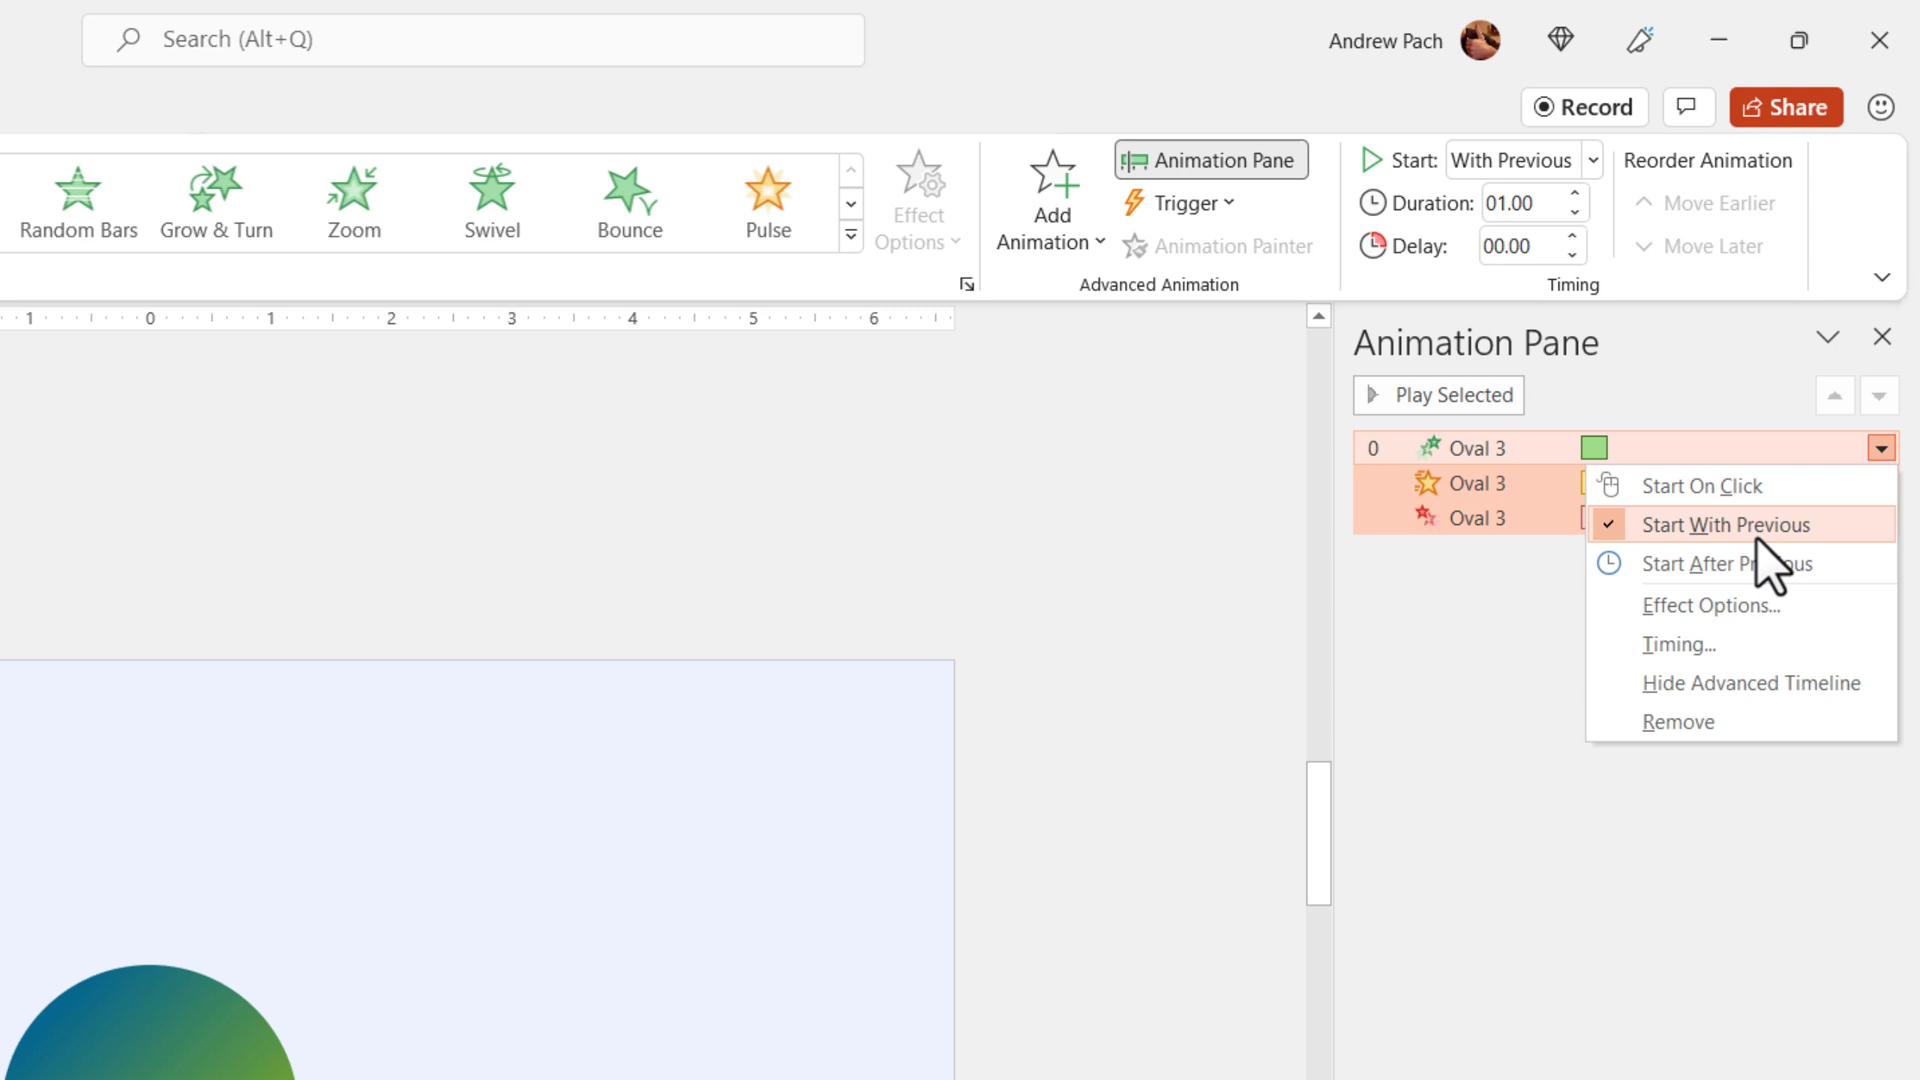 Search (Alt+Q)
Andrew Pach
Record
Share
Random Bars
Grow & Turn
Zoom
Swivel
Bounce
Pulse
Effect
Options
Add
Animation
Animation Pane
Trigger
Animation Painter
Advanced Animation
Start: With Previous
Duration: 01.00
Delay: 00.00
Timing
Reorder Animation
Move Earlier
Move Later
1 0 1 2 3 4 5 6
Animation Pane
Play Selected
0 Oval 3
Oval 3
Oval 3
Start On Click
Start With Previous
Start After
Effect Options...
Timing...
Hide Advanced Timeline
Remove